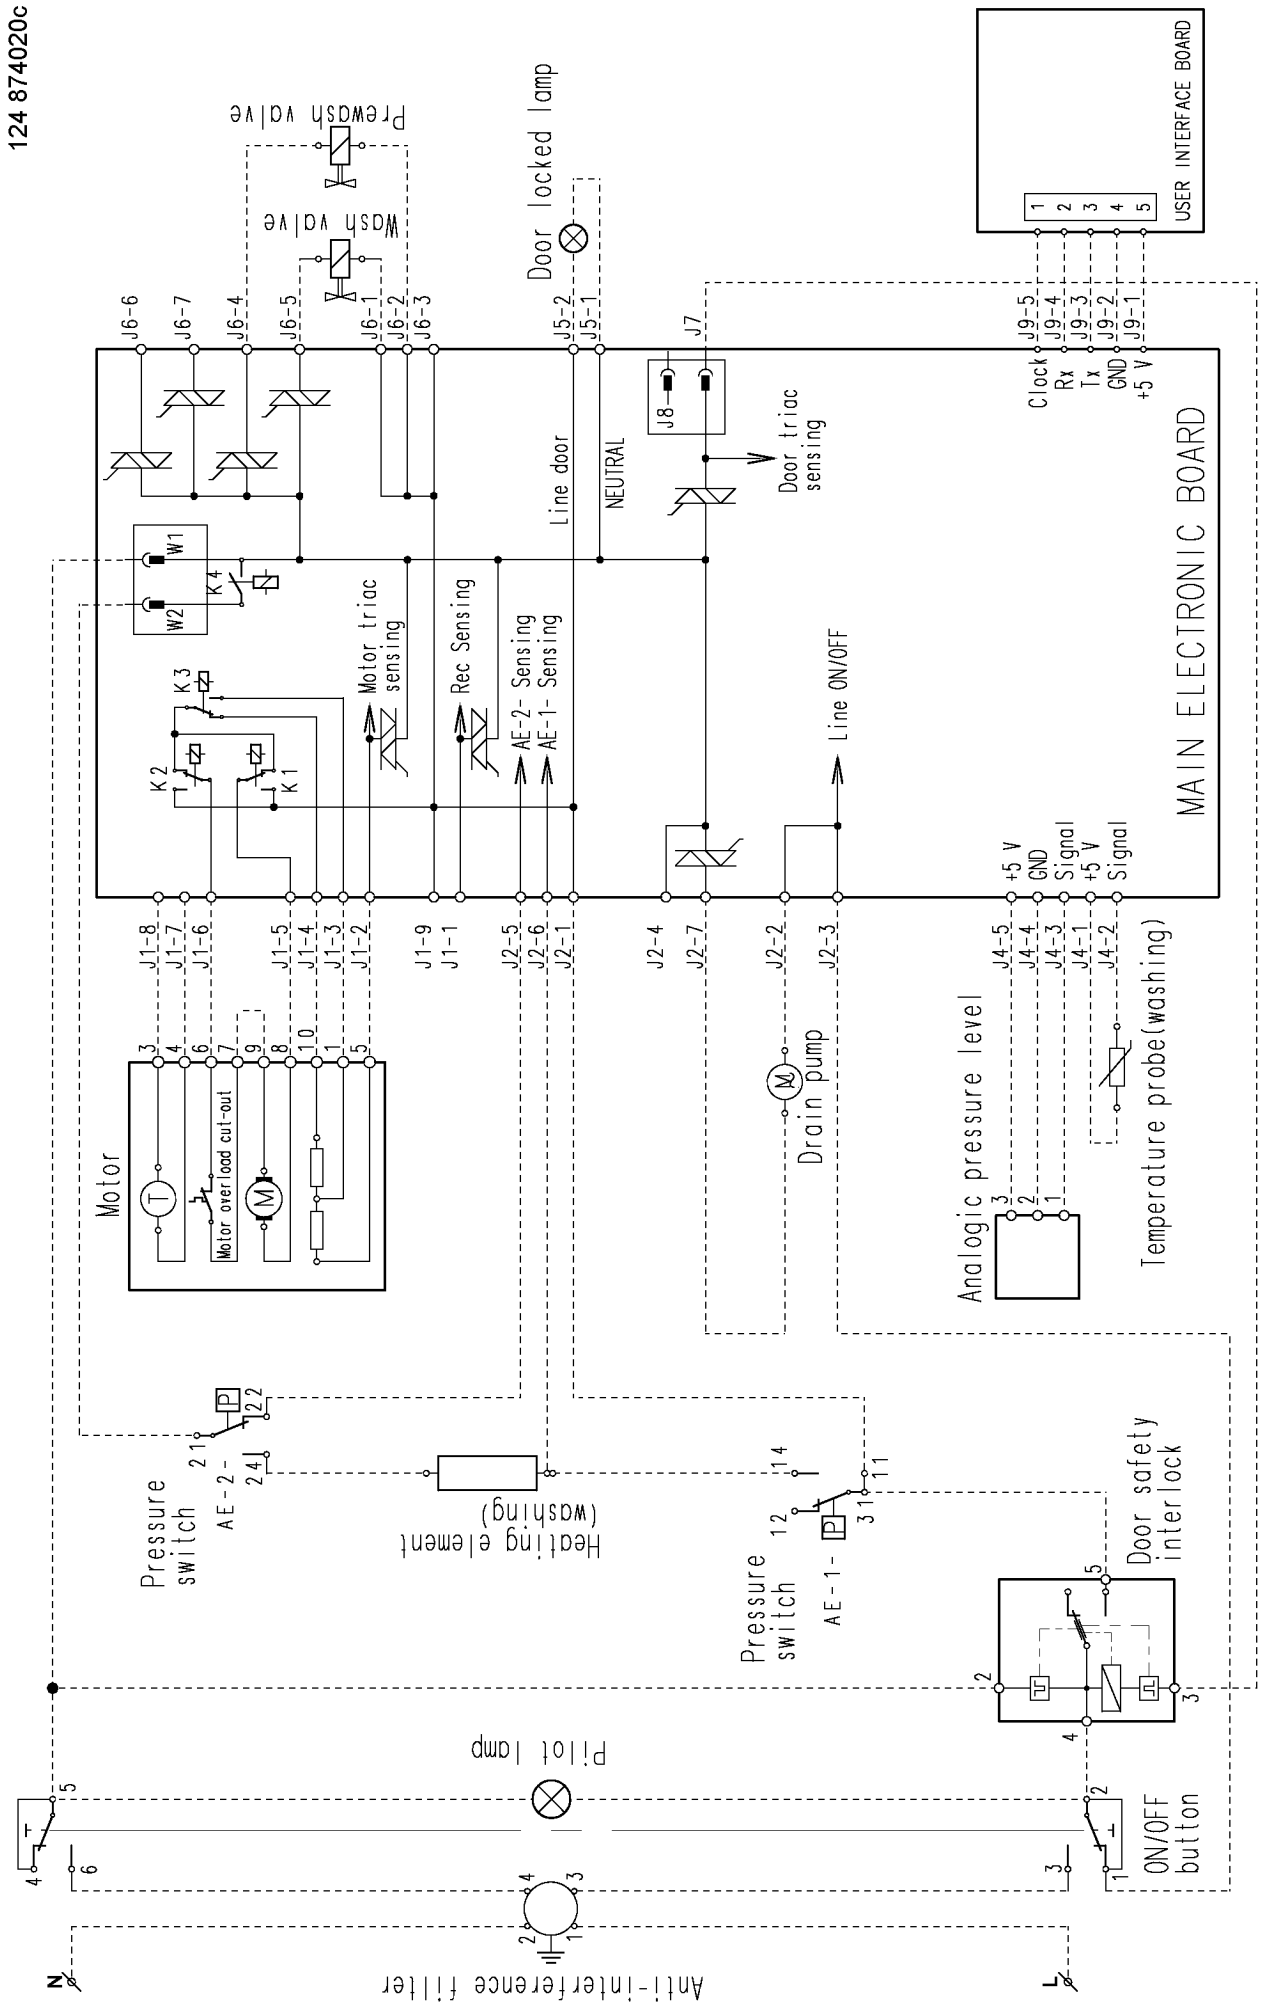 124 874020c
Prewash valve
Wash valve
Door locked lamp
J6-6
J6-7
J6-4
J6-5
J6-1
J6-2
J6-3
J5-2
J5-1
J7
J9-5
J9-4
J9-3
J9-2
J9-1
1
2
3
4
5
USER INTERFACE BOARD
Clock
Rx
Tx
GND
+5 V
J8
Door triac
sensing
Line door
NEUTRAL
W1
W2
K4
K3
K2
K1
Motor triac
sensing
Rec Sensing
AE-2- Sensing
AE-1- Sensing
Line ON/OFF
MAIN ELECTRONIC BOARD
+5 V
GND
Signal
+5 V
Signal
J1-8
J1-7
J1-6
J1-5
J1-4
J1-3
J1-2
J1-9
J1-1
J2-5
J2-6
J2-1
J2-4
J2-7
J2-2
J2-3
J4-5
J4-4
J4-3
J4-1
J4-2
3
4
6
7
9
8
10
1
5
Motor
T
Motor overload cut-out
M
M
Drain pump
Analogic pressure level
3
2
1
Temperature probe(washing)
Pressure
switch
AE-2-
P
21
22
24
Heating element
(washing)
Pressure
switch
AE-1-
P
14
12
11
31
Door safety
interlock
5
2
3
4
Pilot lamp
5
4
6
2
3
1
ON/OFF
button
4
3
2
1
Anti-interference filter
N
L